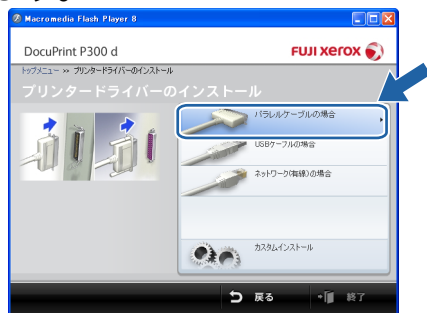 Macromedia Flash Player 8
DocuPrint P300 d
FUJI XEROX
トップメニュー >> プリンタードライバーのインストール
プリンタードライバーのインストール
パラレルケーブルの場合
USBケーブルの場合
ネットワーク(有線)の場合
カスタムインストール
戻る
終了